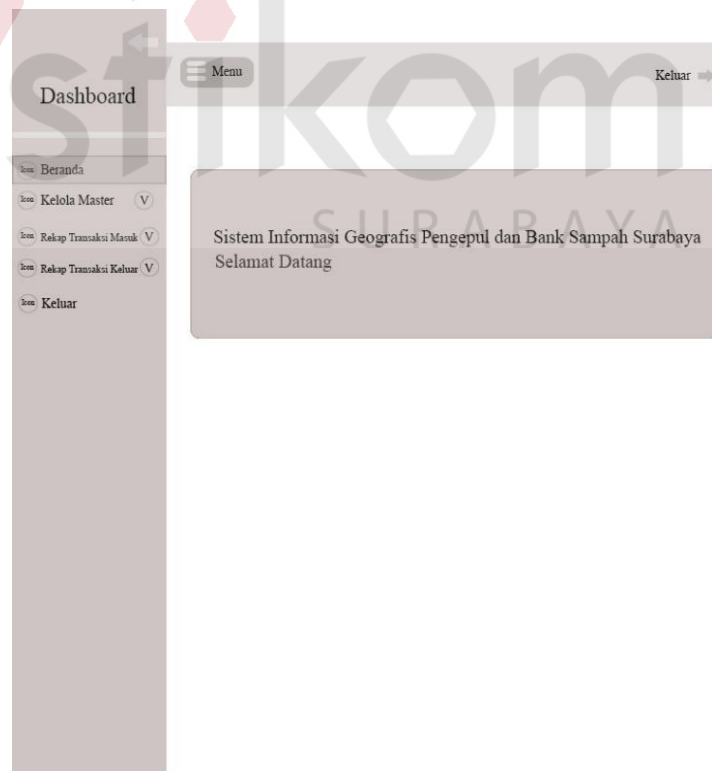 stikom
SURABAYA
Menu
Keluar
Dashboard
Icon Beranda
Icon Kelola Master V
Icon Rekap Transaksi Masuk V
Icon Rekap Transaksi Keluar V
Icon Keluar
Sistem Informasi Geografis Pengepul dan Bank Sampah Surabaya
Selamat Datang